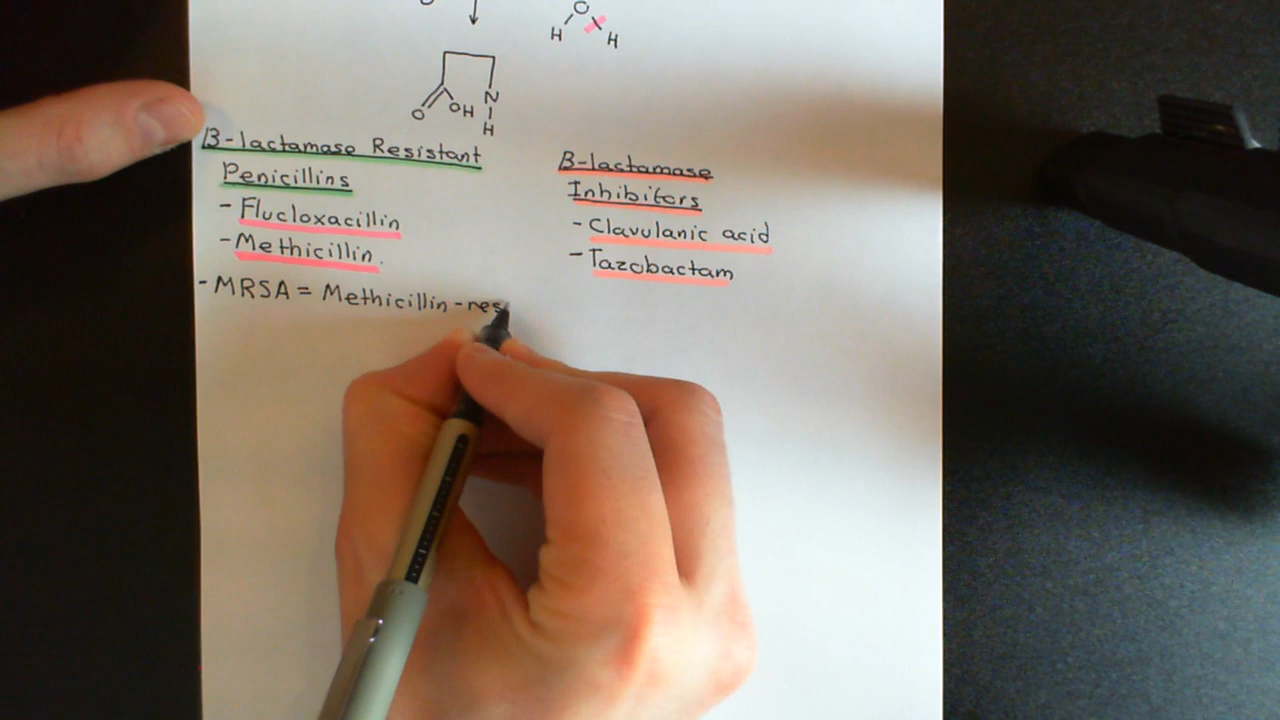 O
H
H
O
OH
N
H
β-lactamase Resistant
Penicillins
- Flucloxacillin
- Methicillin.
- MRSA = Methicillin-res
β-lactamase
Inhibitors
- Clavulanic acid
- Tazobactam